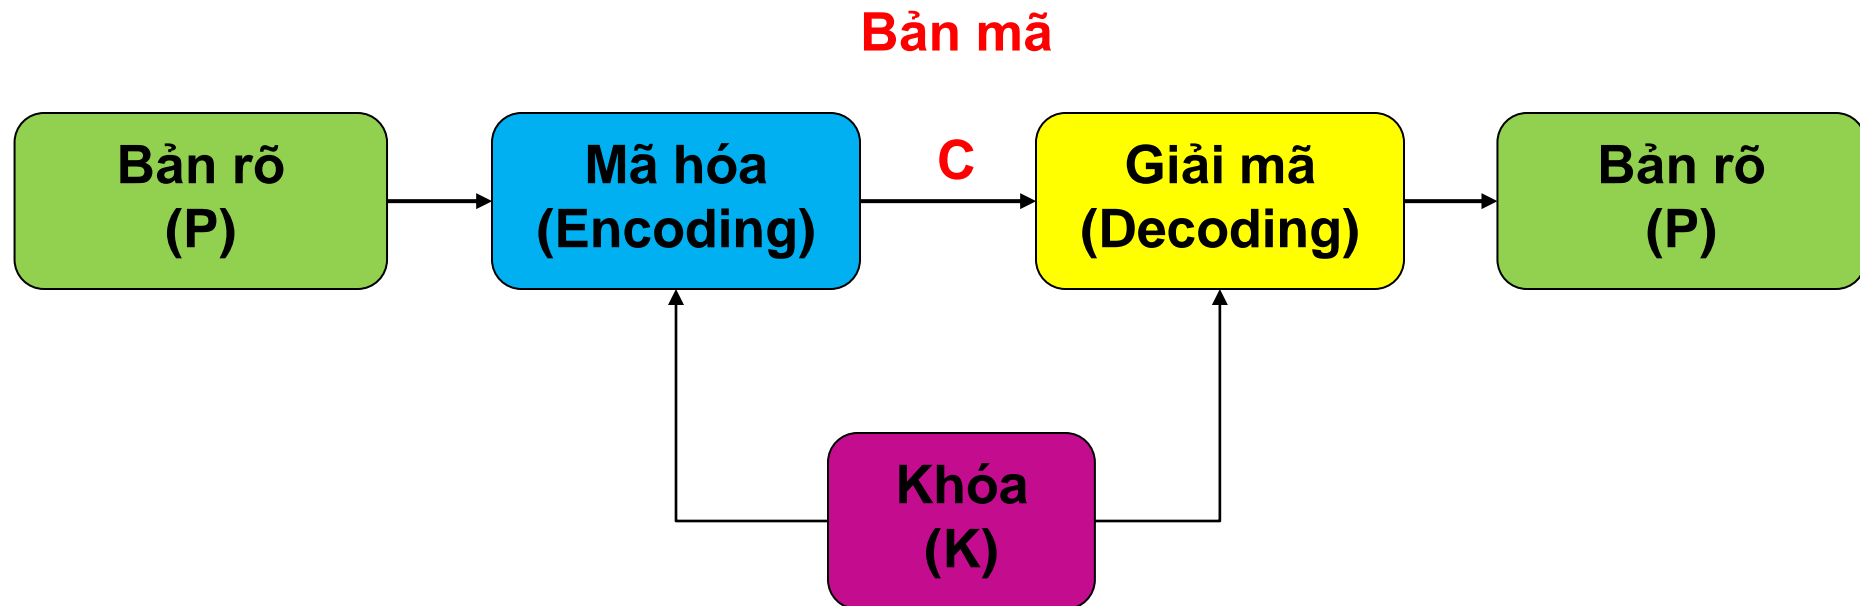 Bản mã
Bản rõ
(P)
Mã hóa
(Encoding)
C
Giải mã
(Decoding)
Bản rõ
(P)
Khóa
(K)